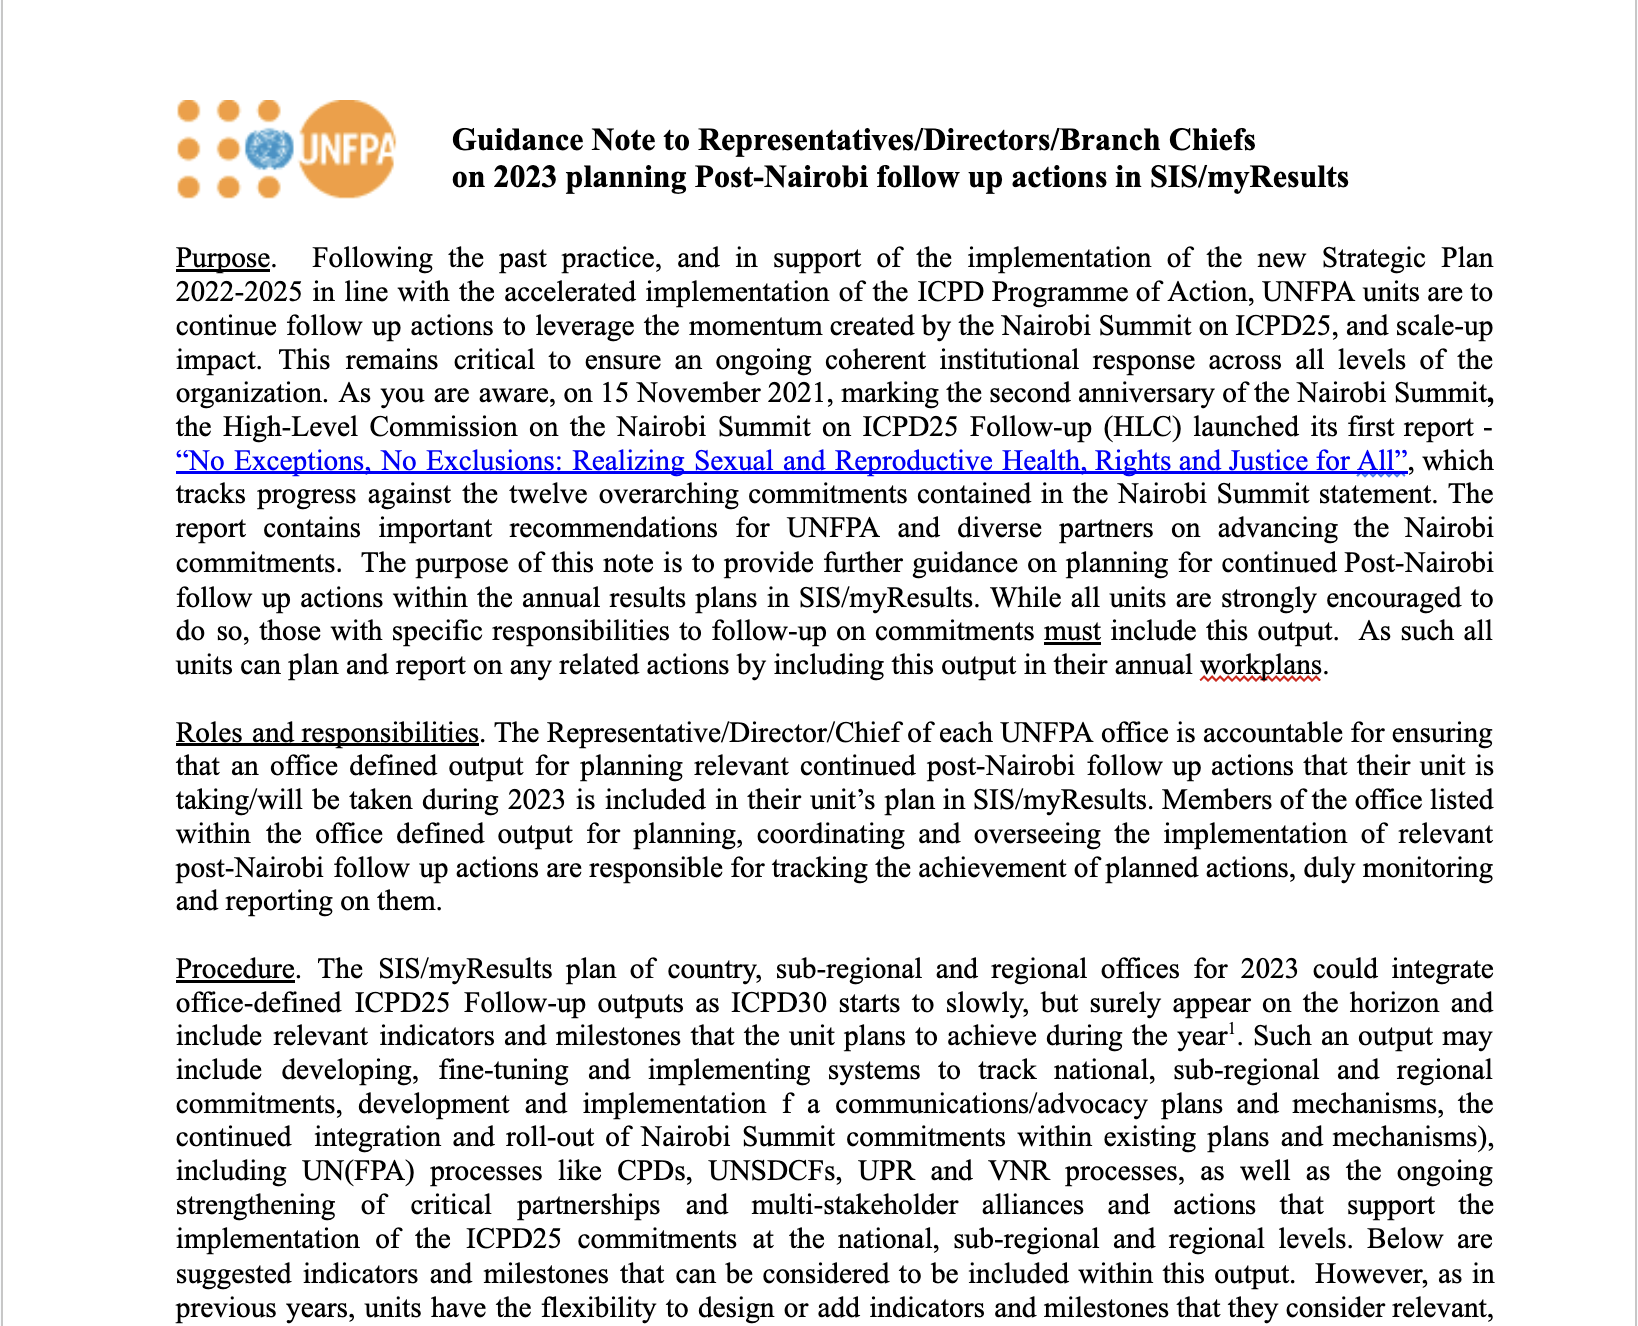 UNFPA
Guidance Note to Representatives/Directors/Branch Chiefs
on 2023 planning Post-Nairobi follow up actions in SIS/myResults
Purpose. Following the past practice, and in support of the implementation of the new Strategic Plan
2022-2025 in line with the accelerated implementation of the ICPD Programme of Action, UNFPA units are to
continue follow up actions to leverage the momentum created by the Nairobi Summit on ICPD25, and scale-up
impact. This remains critical to ensure an ongoing coherent institutional response across all levels of the
organization. As you are aware, on 15 November 2021, marking the second anniversary of the Nairobi Summit,
the High-Level Commission on the Nairobi Summit on ICPD25 Follow-up (HLC) launched its first report -
“No Exceptions, No Exclusions: Realizing Sexual and Reproductive Health, Rights and Justice for All”, which
tracks progress against the twelve overarching commitments contained in the Nairobi Summit statement. The
report contains important recommendations for UNFPA and diverse partners on advancing the Nairobi
commitments. The purpose of this note is to provide further guidance on planning for continued Post-Nairobi
follow up actions within the annual results plans in SIS/myResults. While all units are strongly encouraged to
do so, those with specific responsibilities to follow-up on commitments must include this output. As such all
units can plan and report on any related actions by including this output in their annual workplans.
Roles and responsibilities. The Representative/Director/Chief of each UNFPA office is accountable for ensuring
that an office defined output for planning relevant continued post-Nairobi follow up actions that their unit is
taking/will be taken during 2023 is included in their unit’s plan in SIS/myResults. Members of the office listed
within the office defined output for planning, coordinating and overseeing the implementation of relevant
post-Nairobi follow up actions are responsible for tracking the achievement of planned actions, duly monitoring
and reporting on them.
Procedure. The SIS/myResults plan of country, sub-regional and regional offices for 2023 could integrate
office-defined ICPD25 Follow-up outputs as ICPD30 starts to slowly, but surely appear on the horizon and
include relevant indicators and milestones that the unit plans to achieve during the year¹. Such an output may
include developing, fine-tuning and implementing systems to track national, sub-regional and regional
commitments, development and implementation f a communications/advocacy plans and mechanisms, the
continued integration and roll-out of Nairobi Summit commitments within existing plans and mechanisms),
including UN(FPA) processes like CPDs, UNSDCFs, UPR and VNR processes, as well as the ongoing
strengthening of critical partnerships and multi-stakeholder alliances and actions that support the
implementation of the ICPD25 commitments at the national, sub-regional and regional levels. Below are
suggested indicators and milestones that can be considered to be included within this output. However, as in
previous years, units have the flexibility to design or add indicators and milestones that they consider relevant,